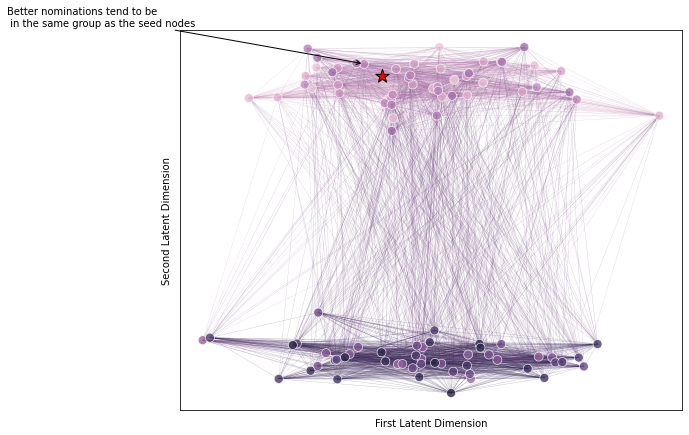 Better nominations tend to be
in the same group as the seed nodes
Second Latent Dimension
First Latent Dimension